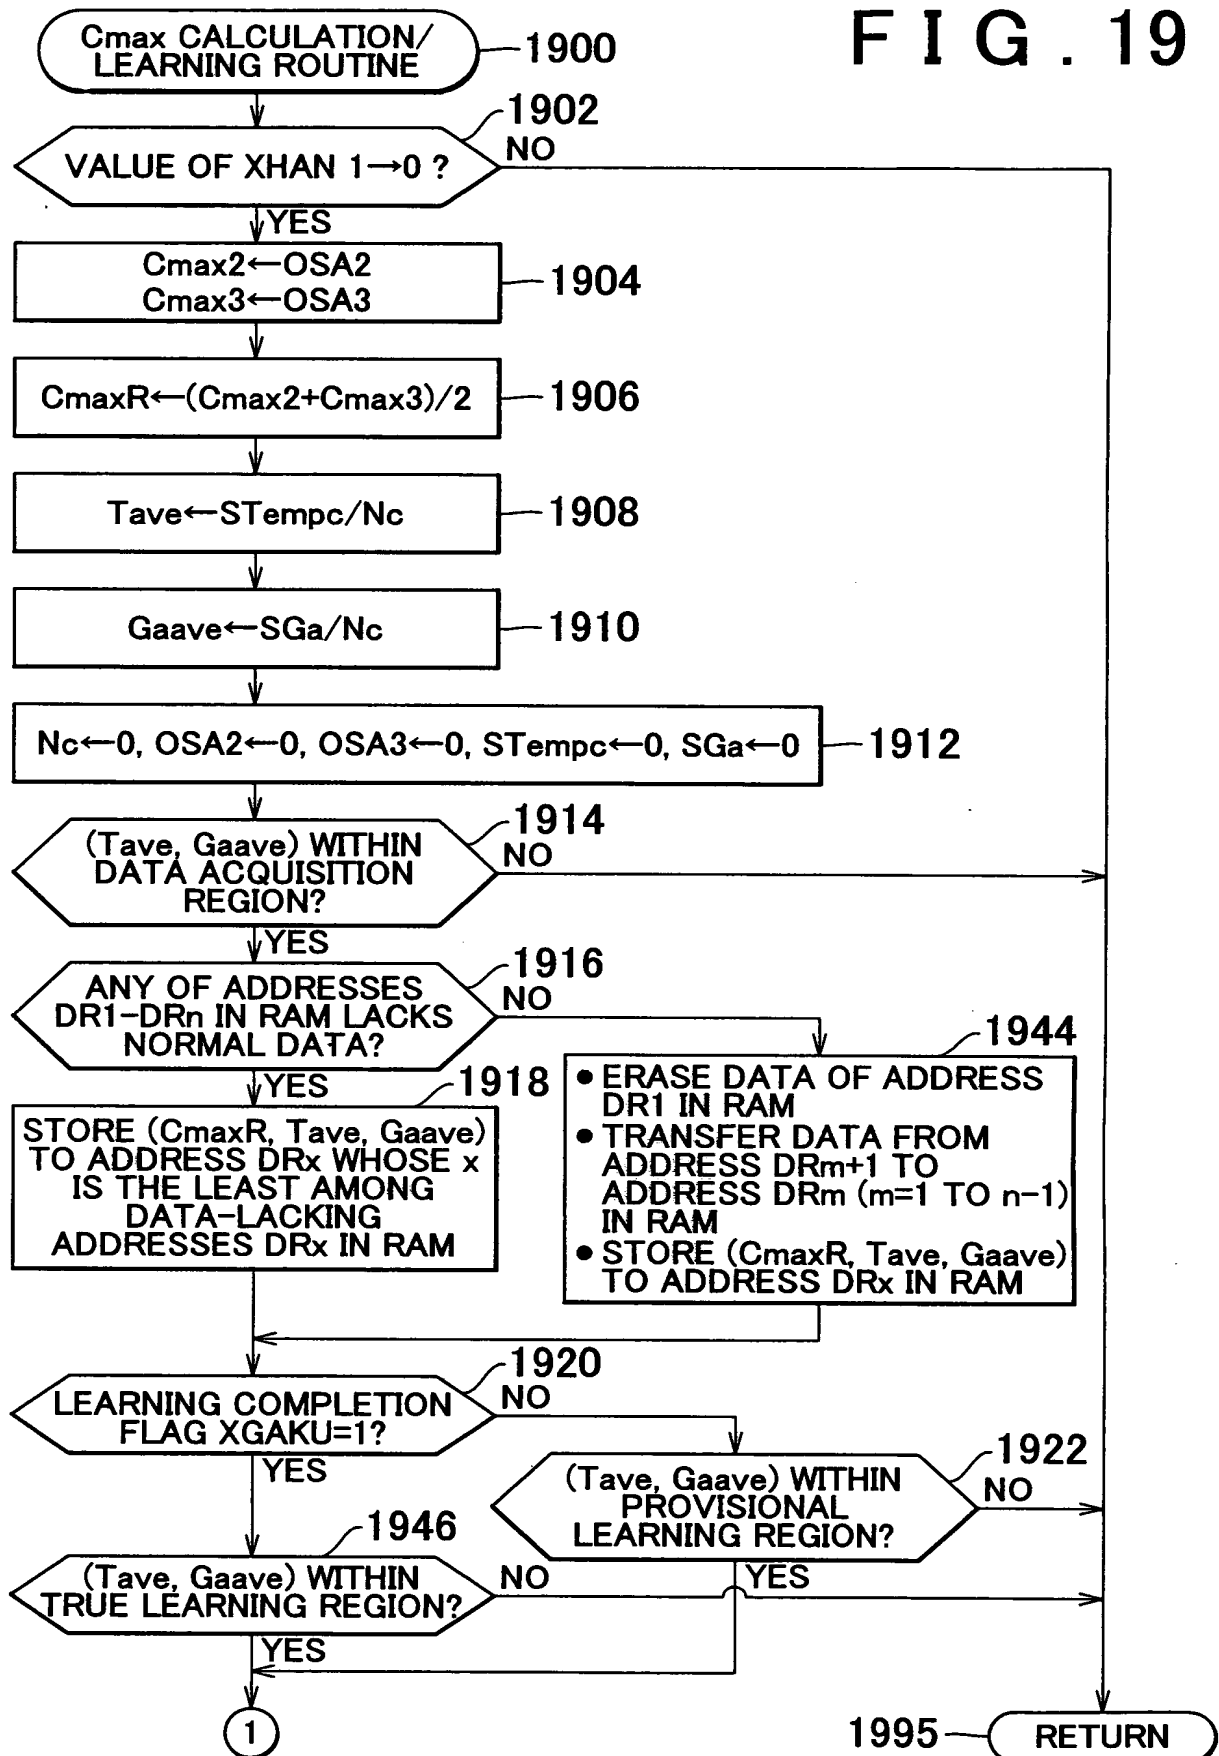 FIG.19
Cmax CALCULATION/
LEARNING ROUTINE
1900
1902
VALUE OF XHAN 1→0 ?
NO
YES
Cmax2←OSA2
Cmax3←OSA3
1904
CmaxR←(Cmax2+Cmax3)/2
1906
Tave←STempc/Nc
1908
Gaave←SGa/Nc
1910
Nc←0, OSA2←0, OSA3←0, STempc←0, SGa←0
1912
1914
(Tave, Gaave) WITHIN
DATA ACQUISITION
REGION?
NO
YES
1916
ANY OF ADDRESSES
DR1-DRn IN RAM LACKS
NORMAL DATA?
NO
YES
1918
STORE (CmaxR, Tave, Gaave)
TO ADDRESS DRx WHOSE x
IS THE LEAST AMONG
DATA-LACKING
ADDRESSES DRx IN RAM
1944
● ERASE DATA OF ADDRESS
DR1 IN RAM
● TRANSFER DATA FROM
ADDRESS DRm+1 TO
ADDRESS DRm (m=1 TO n-1)
IN RAM
● STORE (CmaxR, Tave, Gaave)
TO ADDRESS DRx IN RAM
1920
LEARNING COMPLETION
FLAG XGAKU=1?
NO
YES
1922
(Tave, Gaave) WITHIN
PROVISIONAL
LEARNING REGION?
NO
YES
1946
(Tave, Gaave) WITHIN
TRUE LEARNING REGION?
NO
YES
1
1995
RETURN